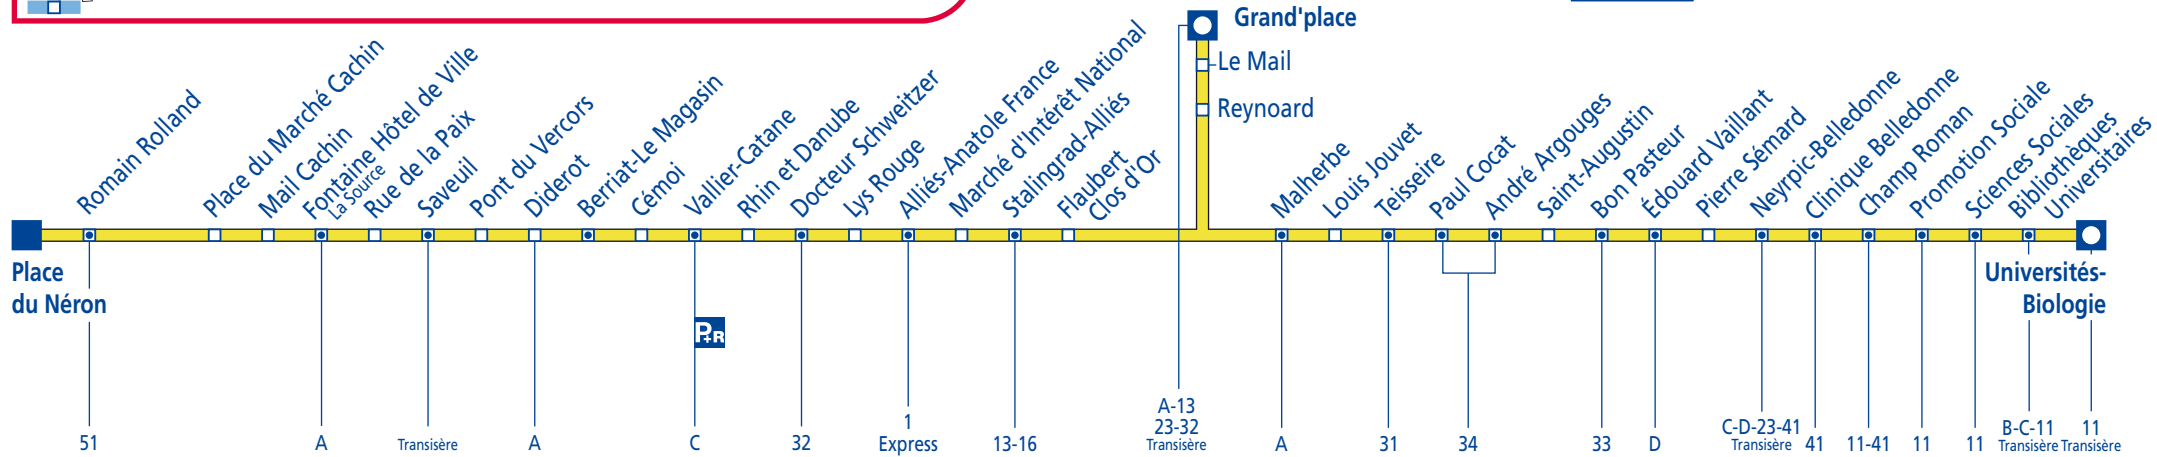 Grand'place
Le Mail
Reynoard
Romain Rolland
Place du Marché Cachin
Mail Cachin
Fontaine Hôtel de Ville
La Source
Rue de la Paix
Saveuil
Pont du Vercors
Diderot
Berriat-Le Magasin
Cémoi
Vallier-Catane
Rhin et Danube
Docteur Schweitzer
Lys Rouge
Alliés-Anatole France
Marché d'Intérêt National
Stalingrad-Alliés
Flaubert
Clos d'Or
Malherbe
Louis Jouvet
Teisseire
Paul Cocat
André Argouges
Saint-Augustin
Bon Pasteur
Édouard Vaillant
Pierre Sémard
Neyrpic-Belledonne
Clinique Belledonne
Champ Roman
Promotion Sociale
Sciences Sociales
Bibliothèques
Universitaires
Place
du Néron
Universités-
Biologie
P+R
51
A
Transisère
A
C
32
1
Express
13-16
A-13
23-32
Transisère
A
31
34
33
D
C-D-23-41
Transisère
41
11-41
11
11
B-C-11
Transisère
11
Transisère